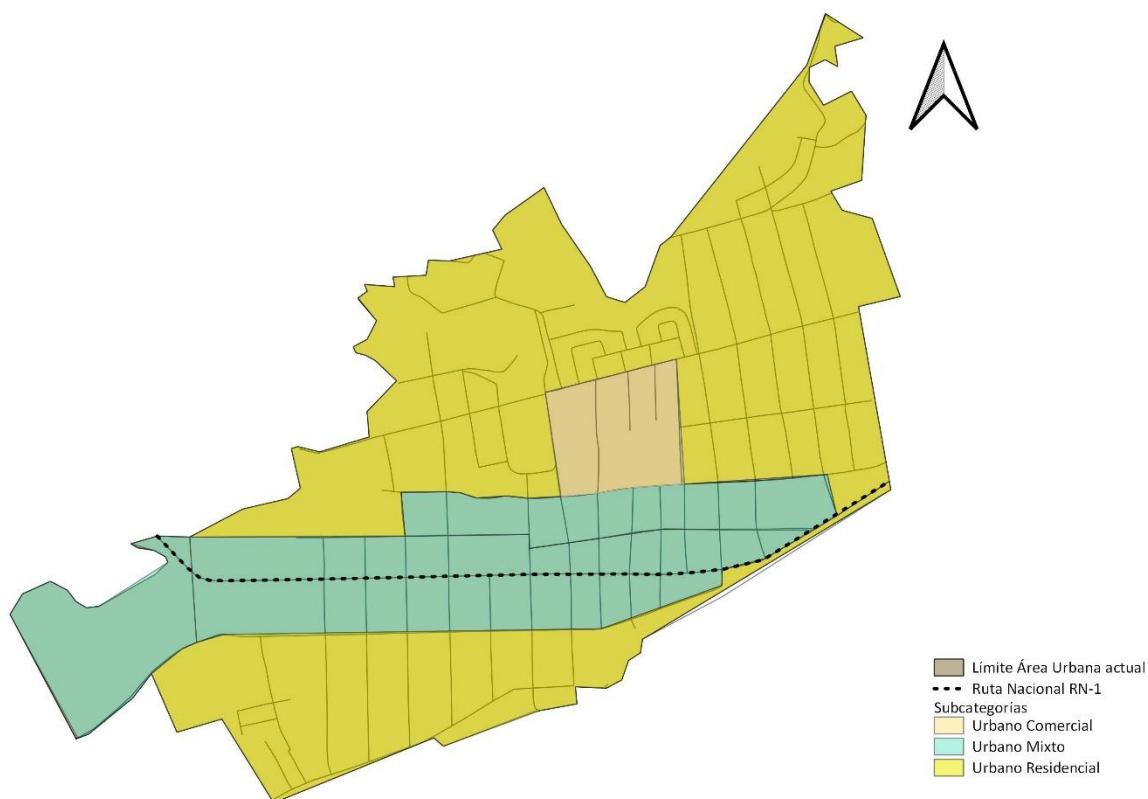 Límite Área Urbana actual
Ruta Nacional RN-1
Subcategorías
Urbano Comercial
Urbano Mixto
Urbano Residencial